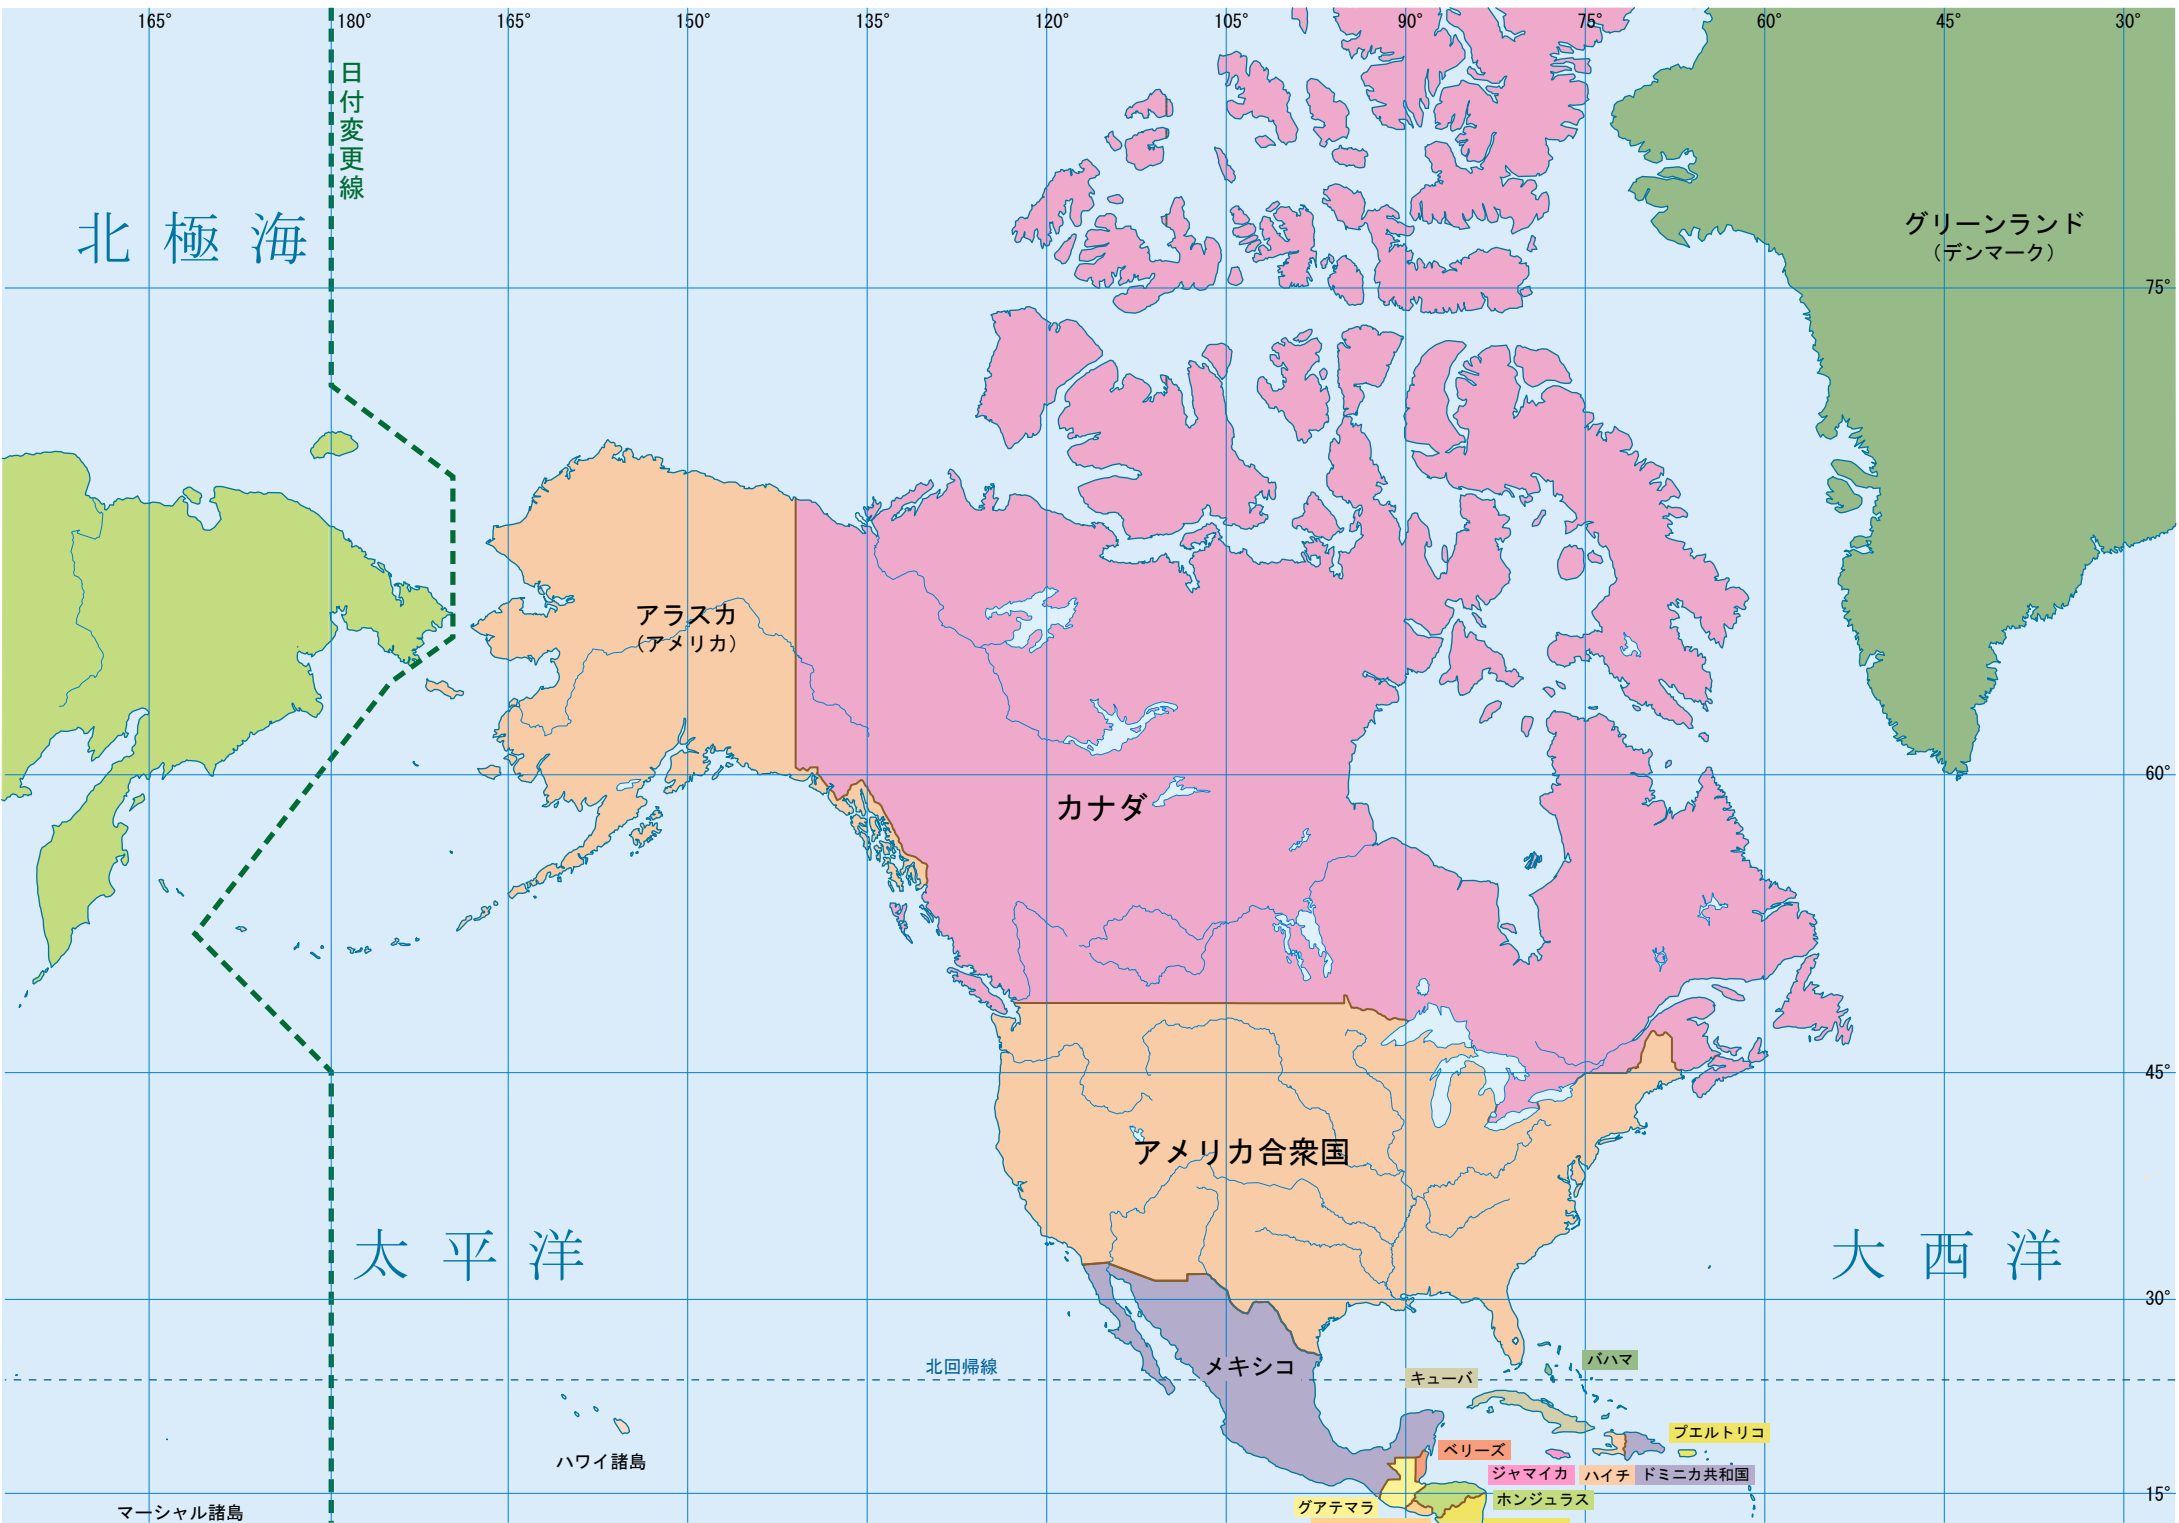 165°
180°
165°
150°
135°
120°
105°
90°
75°
60°
45°
30°
日付変更線
北極海
グリーンランド
(デンマーク)
75°
アラスカ
(アメリカ)
60°
カナダ
45°
アメリカ合衆国
太平洋
大西洋
30°
北回帰線
メキシコ
バハマ
キューバ
プエルトリコ
ベリーズ
ハワイ諸島
ジャマイカ
ハイチ
ドミニカ共和国
15°
ホンジュラス
グアテマラ
マーシャル諸島